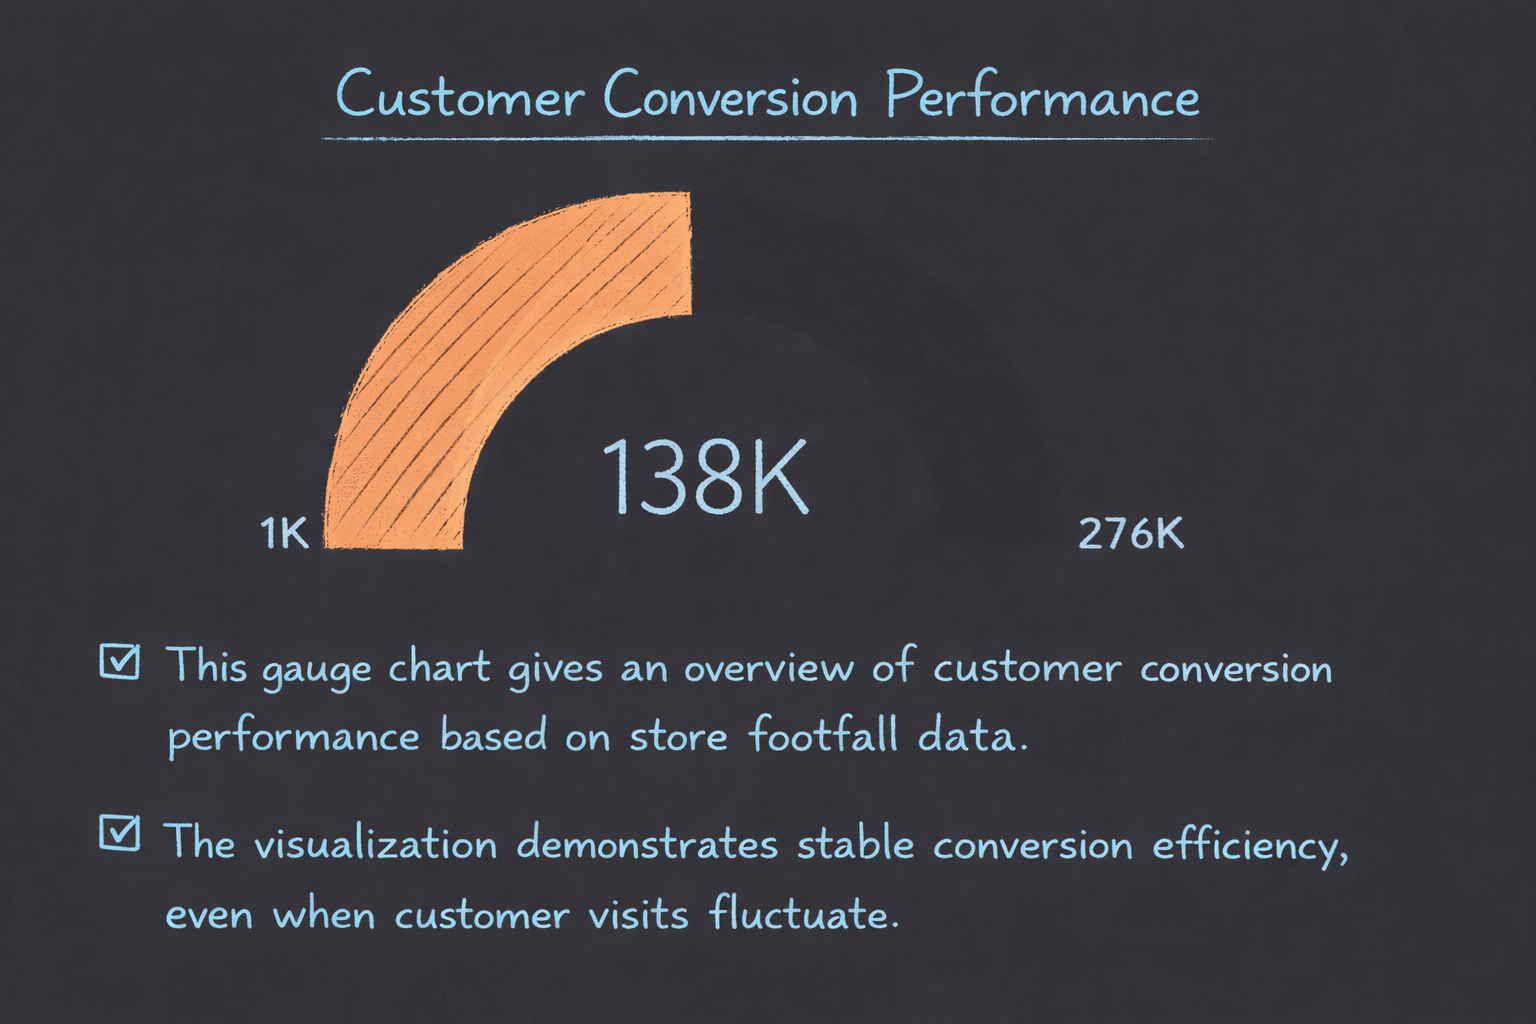 Customer Conversion Performance
138K
1K
276K
This gauge chart gives an overview of customer conversion
performance based on store footfall data.
The visualization demonstrates stable conversion efficiency,
even when customer visits fluctuate.